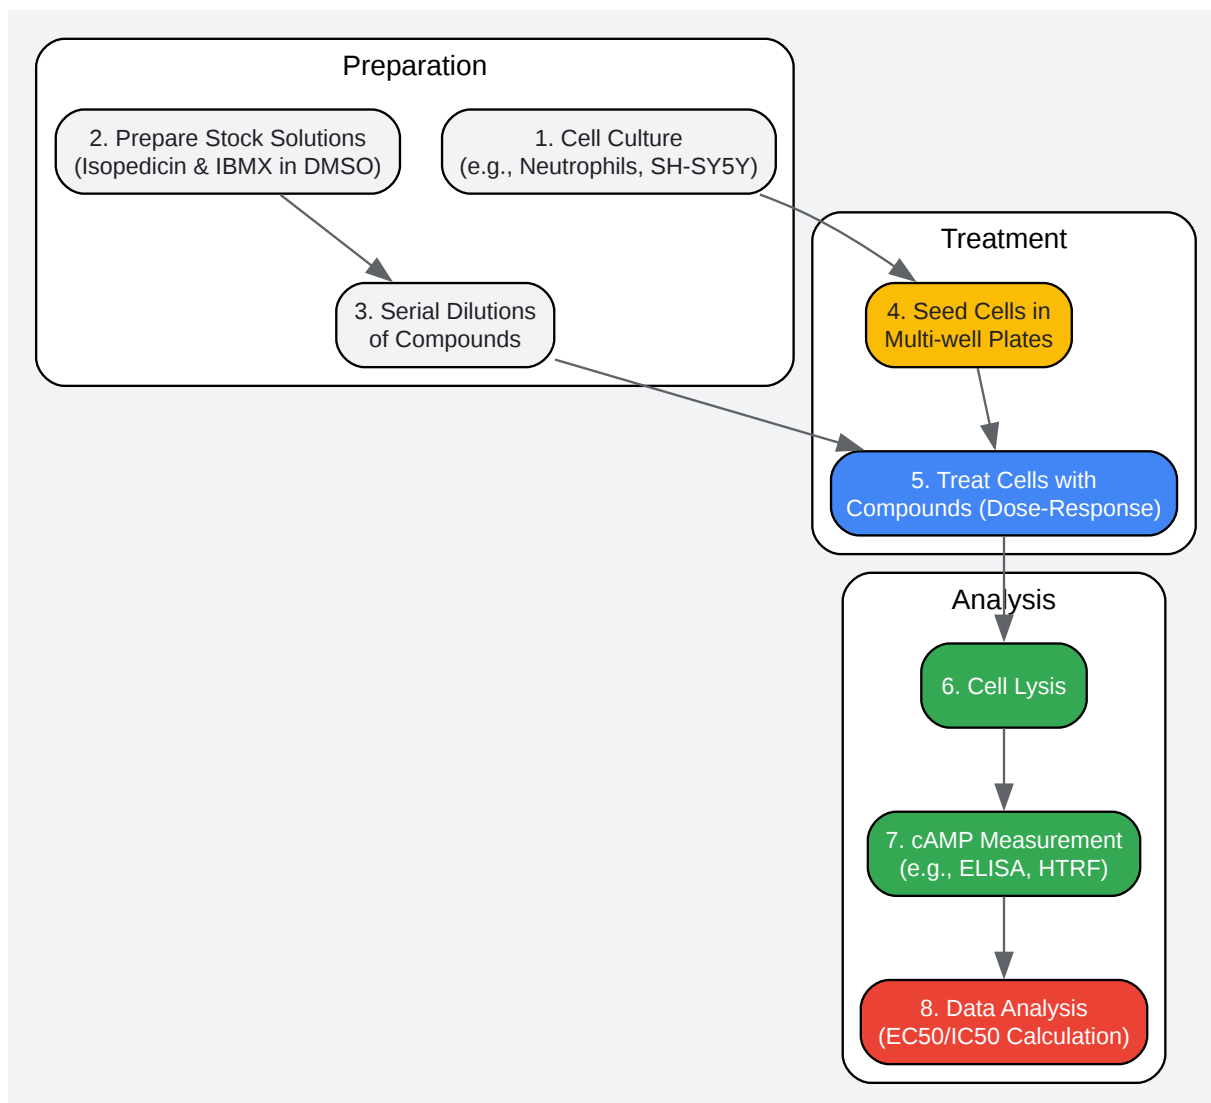 Preparation
2. Prepare Stock Solutions
(Isopedicin & IBMX in DMSO)
1. Cell Culture
(e.g., Neutrophils, SH-SY5Y)
3. Serial Dilutions
of Compounds
Treatment
4. Seed Cells in
Multi-well Plates
5. Treat Cells with
Compounds (Dose-Response)
Analysis
6. Cell Lysis
7. cAMP Measurement
(e.g., ELISA, HTRF)
8. Data Analysis
(EC50/IC50 Calculation)